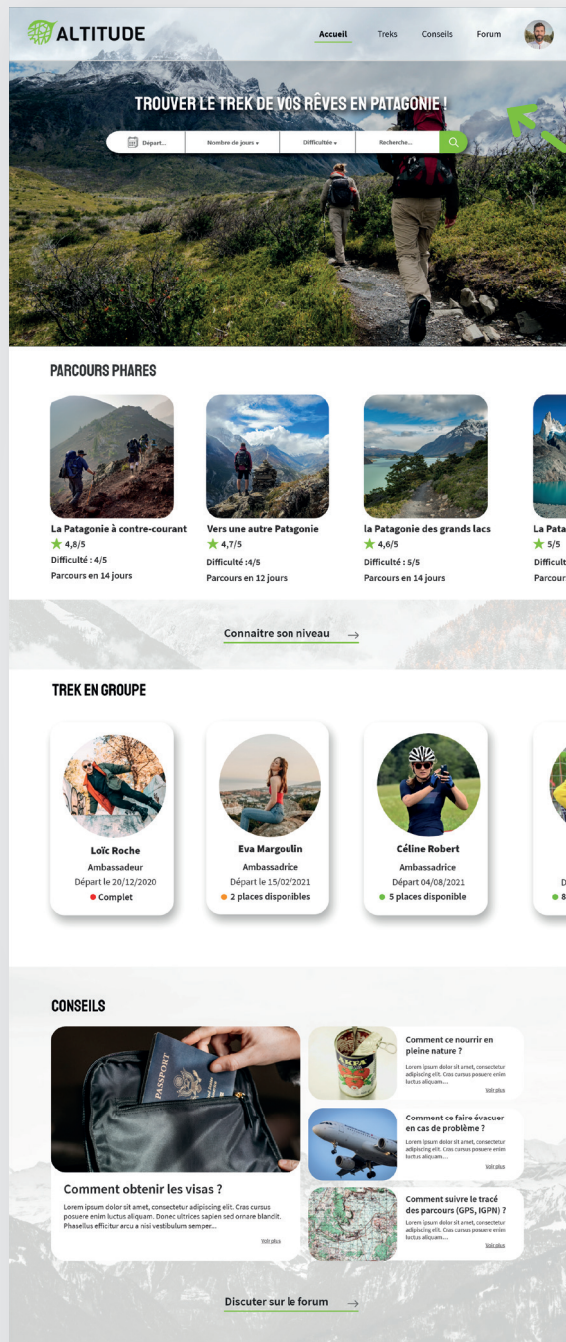 ALTITUDE
Accueil Treks Conseils Forum
TROUVER LE TREK DE VOS RÊVES EN PATAGONIE !
Départ... Nombre de jours Difficultée Recherche...
PARCOURS PHARES
La Patagonie à contre-courant
4,8/5
Difficulté : 4/5
Parcours en 14 jours
Vers une autre Patagonie
4,7/5
Difficulté :4/5
Parcours en 12 jours
la Patagonie des grands lacs
4,6/5
Difficulté : 5/5
Parcours en 14 jours
La Pata
5/5
Difficult
Parcour
Connaitre son niveau →
TREK EN GROUPE
Loïc Roche
Ambassadeur
Départ le 20/12/2020
Complet
Eva Margoulin
Ambassadrice
Départ le 15/02/2021
2 places disponibles
Céline Robert
Ambassadrice
Départ 04/08/2021
5 places disponible
D
8
CONSEILS
PASSPORT
Comment obtenir les visas ?
Lorem ipsum dolor sit amet, consectetur adipiscing elit. Cras cursus
posuere enim luctus aliquam. Donec ultrices sapien sed ornare blandit.
Phasellus efficitur arcu a nisi vestibulum semper...
Voir plus
Comment ce nourrir en
pleine nature ?
Lorem ipsum dolor sit amet, consectetur
adipiscing elit. Cras cursus posuere enim
luctus aliquam....
Voir plus
Comment ce faire évacuer
en cas de problème ?
Lorem ipsum dolor sit amet, consectetur
adipiscing elit. Cras cursus posuere enim
luctus aliquam....
Voir plus
Comment suivre le tracé
des parcours (GPS, IGPN) ?
Lorem ipsum dolor sit amet, consectetur
adipiscing elit. Cras cursus posuere enim
luctus aliquam....
Voir plus
Discuter sur le forum →